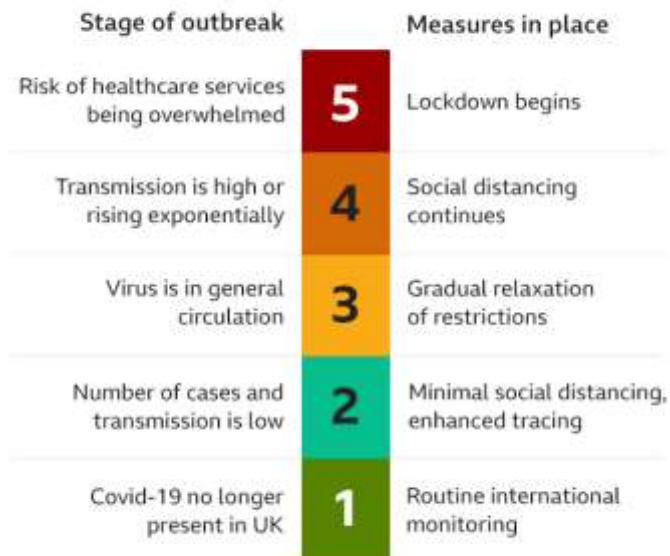 Stage of outbreak
Measures in place
Risk of healthcare services
being overwhelmed
5
Lockdown begins
Transmission is high or
rising exponentially
4
Social distancing
continues
Virus is in general
circulation
3
Gradual relaxation
of restrictions
Number of cases and
transmission is low
2
Minimal social distancing,
enhanced tracing
Covid-19 no longer
present in UK
1
Routine international
monitoring